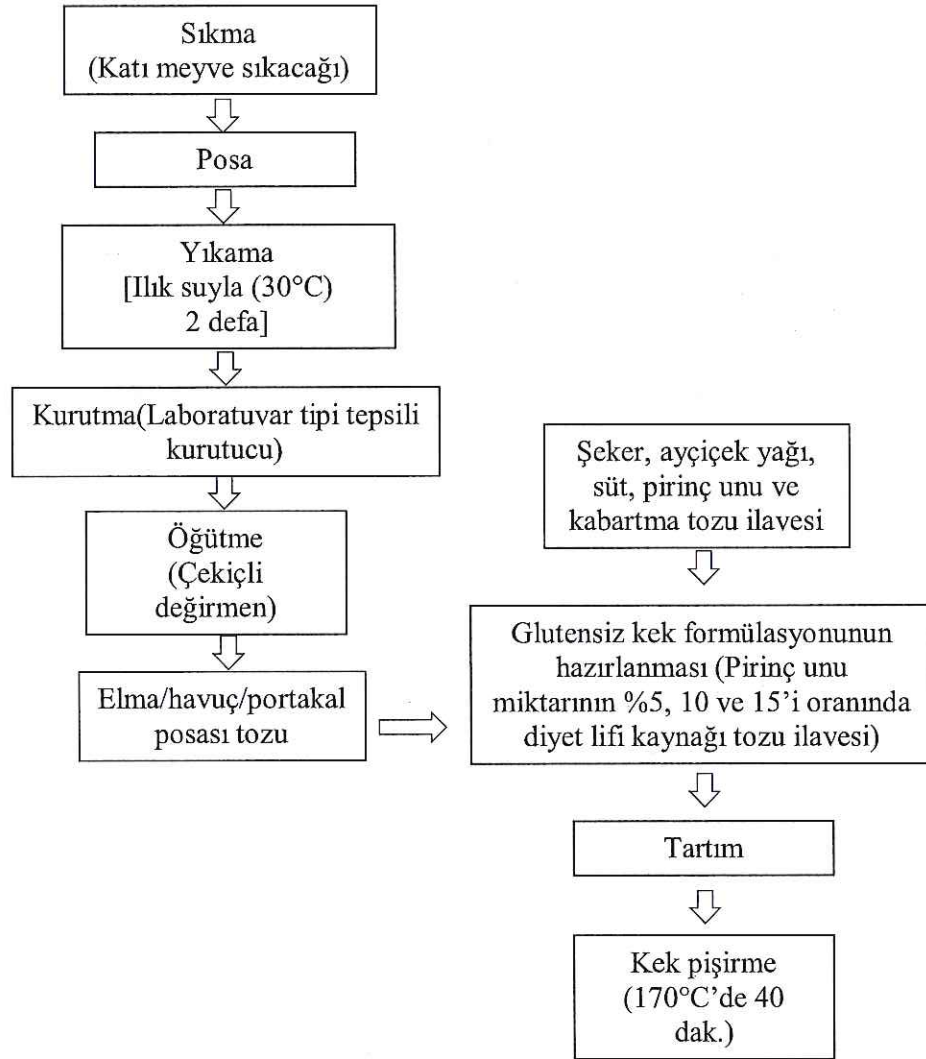 Sıkma
(Katı meyve sıkacağı)
Posa
Yıkama
[Ilık suyla (30°C)
2 defa]
Kurutma(Laboratuvar tipi tepsili
kurutucu)
Öğütme
(Çekiçli
değirmen)
Elma/havuç/portakal
posası tozu
Şeker, ayçiçek yağı,
süt, pirinç unu ve
kabartma tozu ilavesi
Glutensiz kek formülasyonunun
hazırlanması (Pirinç unu
miktarının %5, 10 ve 15’i oranında
diyet lifi kaynağı tozu ilavesi)
Tartım
Kek pişirme
(170°C’de 40
dak.)